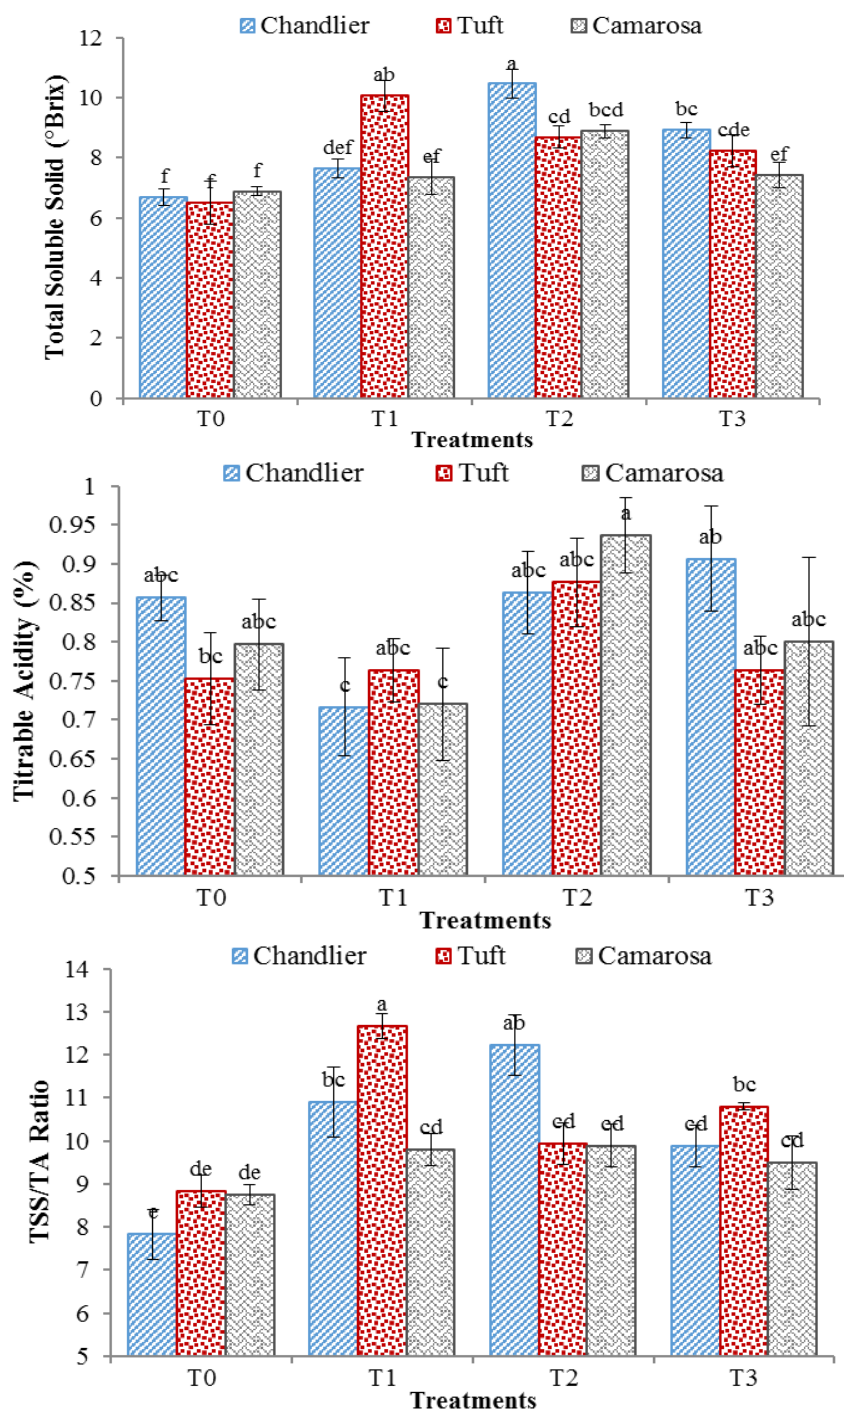 Chandlier Tuft Camarosa
Total Soluble Solid (°Brix)
12
10
8
6
4
2
0
f f f
def ab ef
a cd bcd
bc cde ef
T0 T1 T2 T3
Treatments
Chandlier Tuft Camarosa
Titrable Acidity (%)
1
0.95
0.9
0.85
0.8
0.75
0.7
0.65
0.6
0.55
0.5
abc bc abc
c abc c
abc abc a
ab abc abc
T0 T1 T2 T3
Treatments
Chandlier Tuft Camarosa
TSS/TA Ratio
14
13
12
11
10
9
8
7
6
5
e de de
bc a cd
ab cd cd
cd bc cd
T0 T1 T2 T3
Treatments